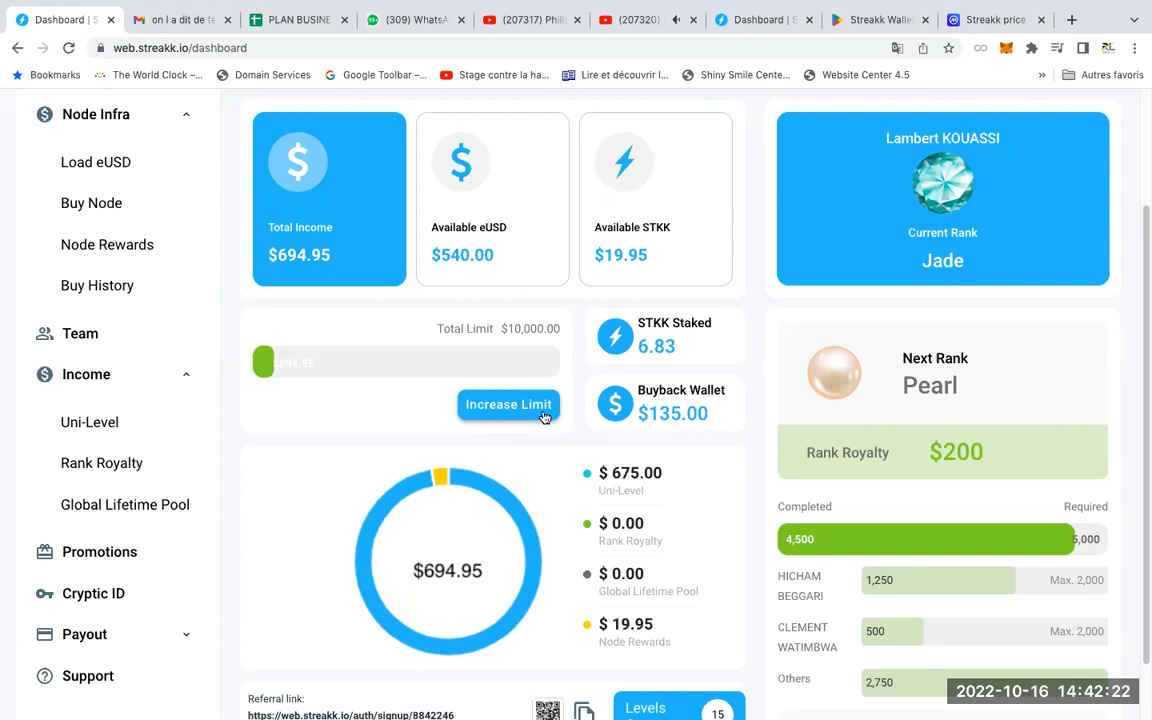 Dashboard | S
on l a dit de te
PLAN BUSINE
(309) WhatsA
(207317) Phili
(207320)
Dashboard | S
Streakk Walle
Streakk price
web.streakk.io/dashboard
Bookmarks
The World Clock –...
Domain Services
Google Toolbar –...
Stage contre la ha...
Lire et découvrir l'...
Shiny Smile Cente...
Website Center 4.5
»
Autres favoris
Node Infra
Load eUSD
Buy Node
Node Rewards
Buy History
Team
Income
Uni-Level
Rank Royalty
Global Lifetime Pool
Promotions
Cryptic ID
Payout
Support
Total Income
$694.95
Available eUSD
$540.00
Available STKK
$19.95
Lambert KOUASSI
Current Rank
Jade
Total Limit $10,000.00
$694.95
Increase Limit
STKK Staked
6.83
Buyback Wallet
$135.00
Next Rank
Pearl
Rank Royalty $200
$694.95
$ 675.00
Uni-Level
$ 0.00
Rank Royalty
$ 0.00
Global Lifetime Pool
$ 19.95
Node Rewards
Completed Required
4,500 5,000
HICHAM
BEGGARI
1,250 Max. 2,000
CLEMENT
WATIMBWA
500 Max. 2,000
Others
2,750
Referral link:
https://web.streakk.io/auth/signup/8842246
Levels
15
2022-10-16 14:42:22